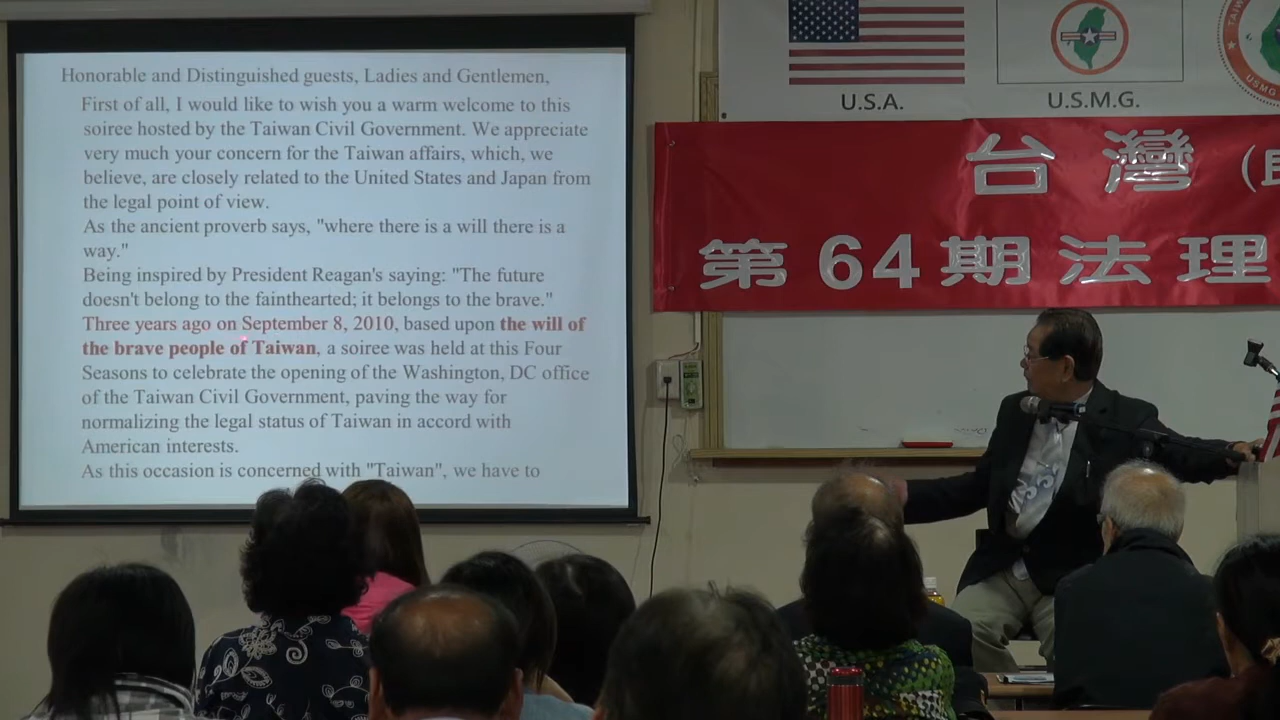 Honorable and Distinguished guests, Ladies and Gentlemen,
First of all, I would like to wish you a warm welcome to this
soiree hosted by the Taiwan Civil Government. We appreciate
very much your concern for the Taiwan affairs, which, we
believe, are closely related to the United States and Japan from
the legal point of view.
As the ancient proverb says, "where there is a will there is a
way."
Being inspired by President Reagan's saying: "The future
doesn't belong to the fainthearted; it belongs to the brave."
Three years ago on September 8, 2010, based upon the will of
the brave people of Taiwan, a soiree was held at this Four
Seasons to celebrate the opening of the Washington, DC office
of the Taiwan Civil Government, paving the way for
normalizing the legal status of Taiwan in accord with
American interests.
As this occasion is concerned with "Taiwan", we have to
U.S.A.
U.S.M.G.
台灣(
第64期法理